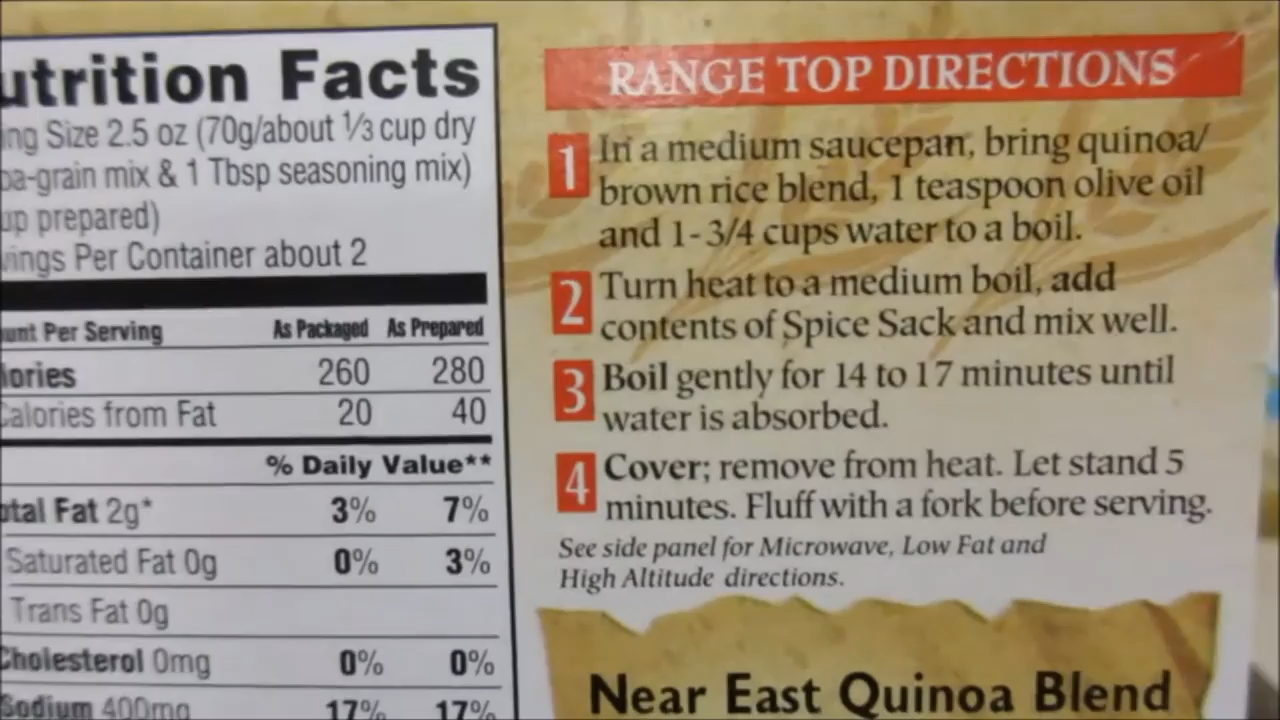 utrition Facts
ng Size 2.5 oz (70g/about 1/3 cup dry
oa-grain mix & 1 Tbsp seasoning mix)
up prepared)
vings Per Container about 2
unt Per Serving As Packaged As Prepared
lories 260 280
Calories from Fat 20 40
% Daily Value**
otal Fat 2g* 3% 7%
Saturated Fat 0g 0% 3%
Trans Fat 0g
Cholesterol 0mg 0% 0%
Sodium 400mg 17% 17%
RANGE TOP DIRECTIONS
1 In a medium saucepan, bring quinoa/
brown rice blend, 1 teaspoon olive oil
and 1-3/4 cups water to a boil.
2 Turn heat to a medium boil, add
contents of Spice Sack and mix well.
3 Boil gently for 14 to 17 minutes until
water is absorbed.
4 Cover; remove from heat. Let stand 5
minutes. Fluff with a fork before serving.
See side panel for Microwave, Low Fat and
High Altitude directions.
Near East Quinoa Blend